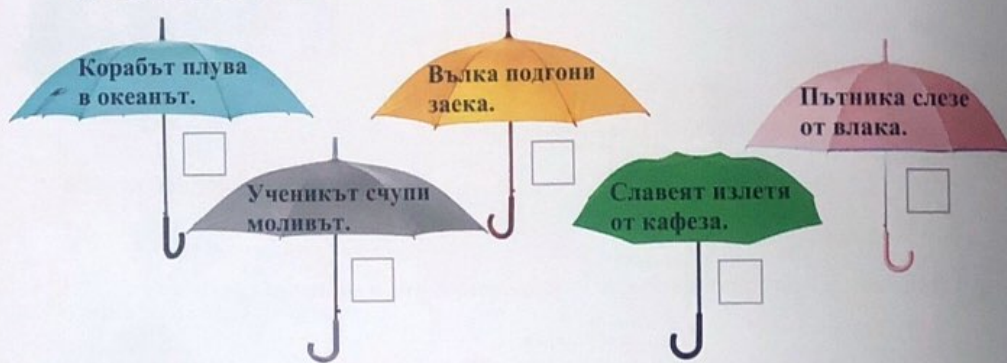 Корабът плува
в океанът.
Вълка подгони
заека.
Пътника слезе
от влака.
Ученикът счупи
моливът.
Славеят излетя
от кафеза.